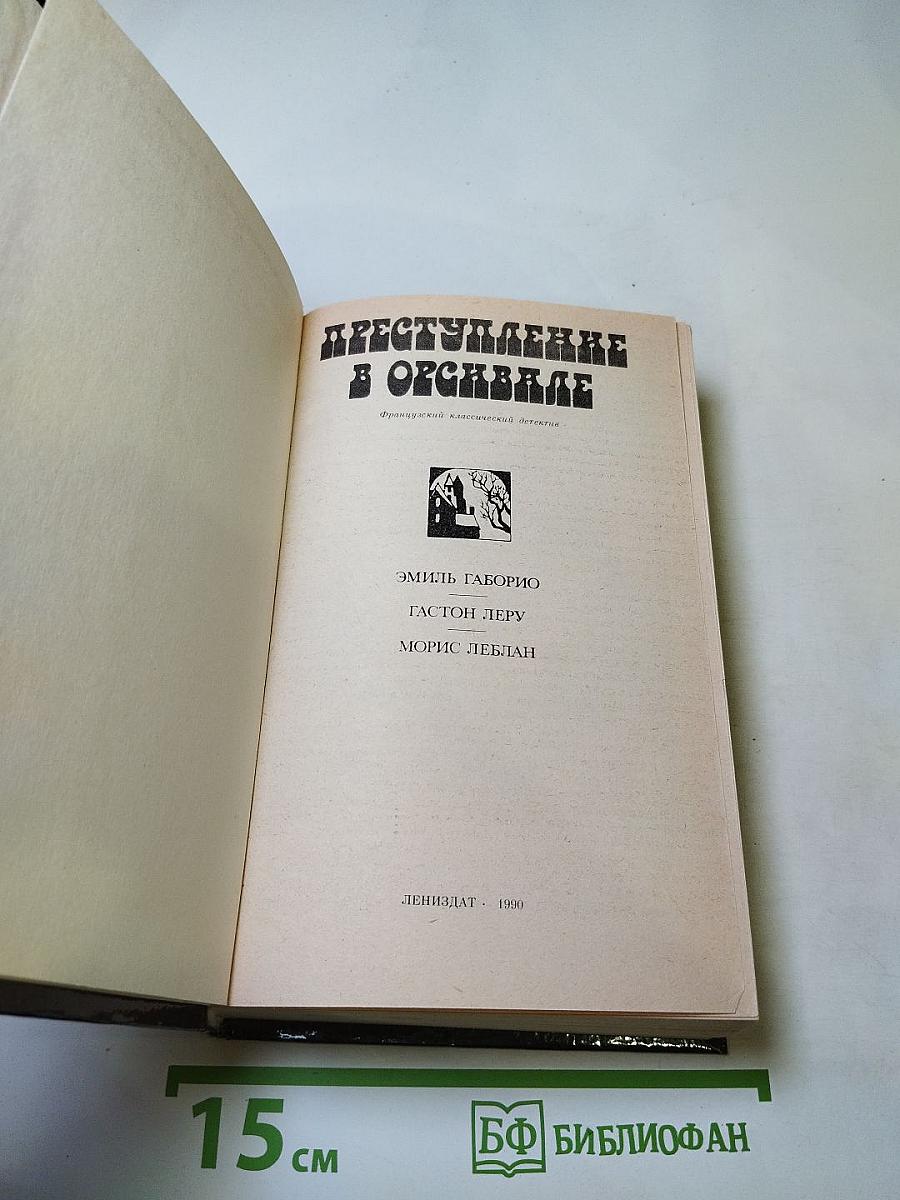 ПРЕСТУПЛЕНИЕ
В ОРСИВАЛЕ
Французский классический детектив
ЭМИЛЬ ГАБОРИО
ГАСТОН ЛЕРУ
МОРИС ЛЕБЛАН
ЛЕНИЗДАТ · 1990
15 см
БФ БИБЛИОФАН